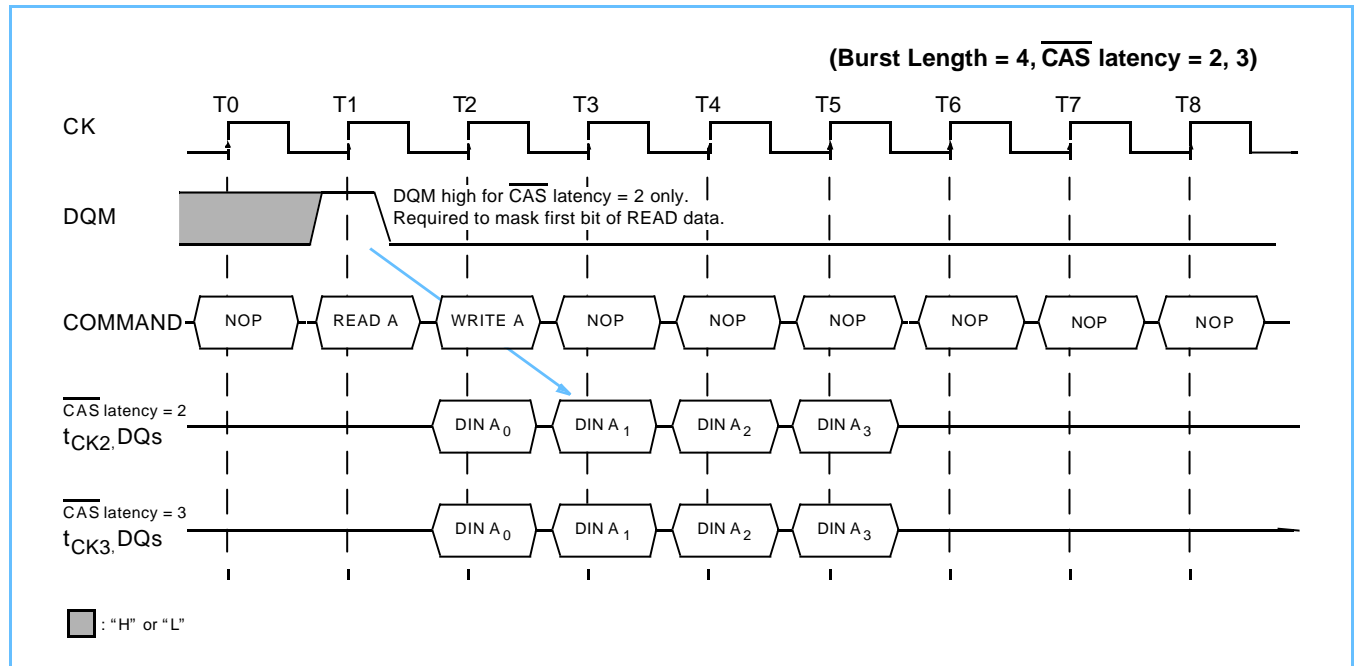 (Burst Length = 4, CAS latency = 2, 3)
T0 T1 T2 T3 T4 T5 T6 T7 T8
CK
DQM high for CAS latency = 2 only.
DQM
Required to mask first bit of READ data.
COMMAND NOP READ A WRITE A NOP NOP NOP NOP NOP NOP
CAS latency = 2
tCK2, DQs DIN A0 DIN A1 DIN A2 DIN A3
CAS latency = 3
tCK3, DQs DIN A0 DIN A1 DIN A2 DIN A3
: “H” or “L”